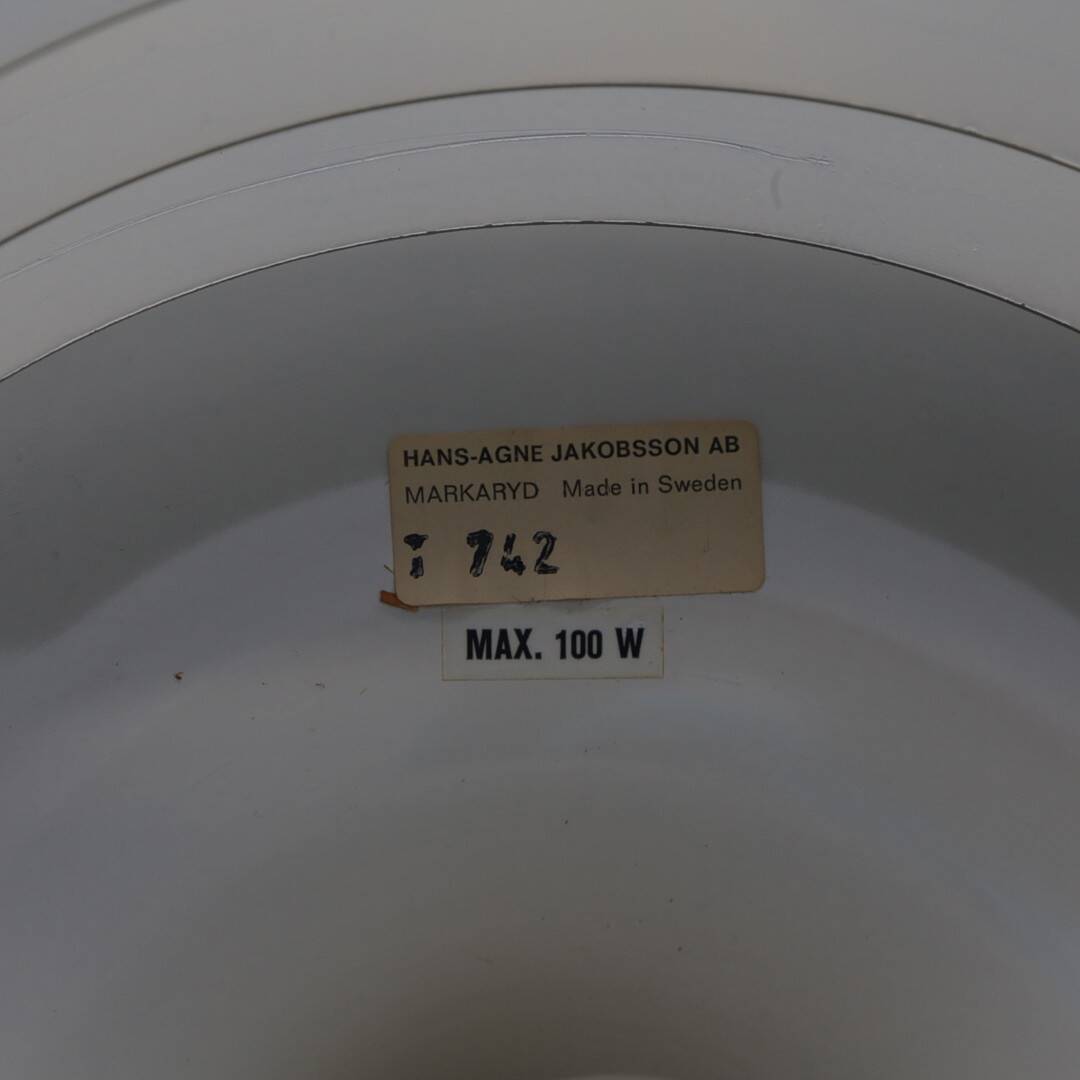 HANS-AGNE JAKOBSSON AB
MARKARYD Made in Sweden
T 742
MAX. 100 W